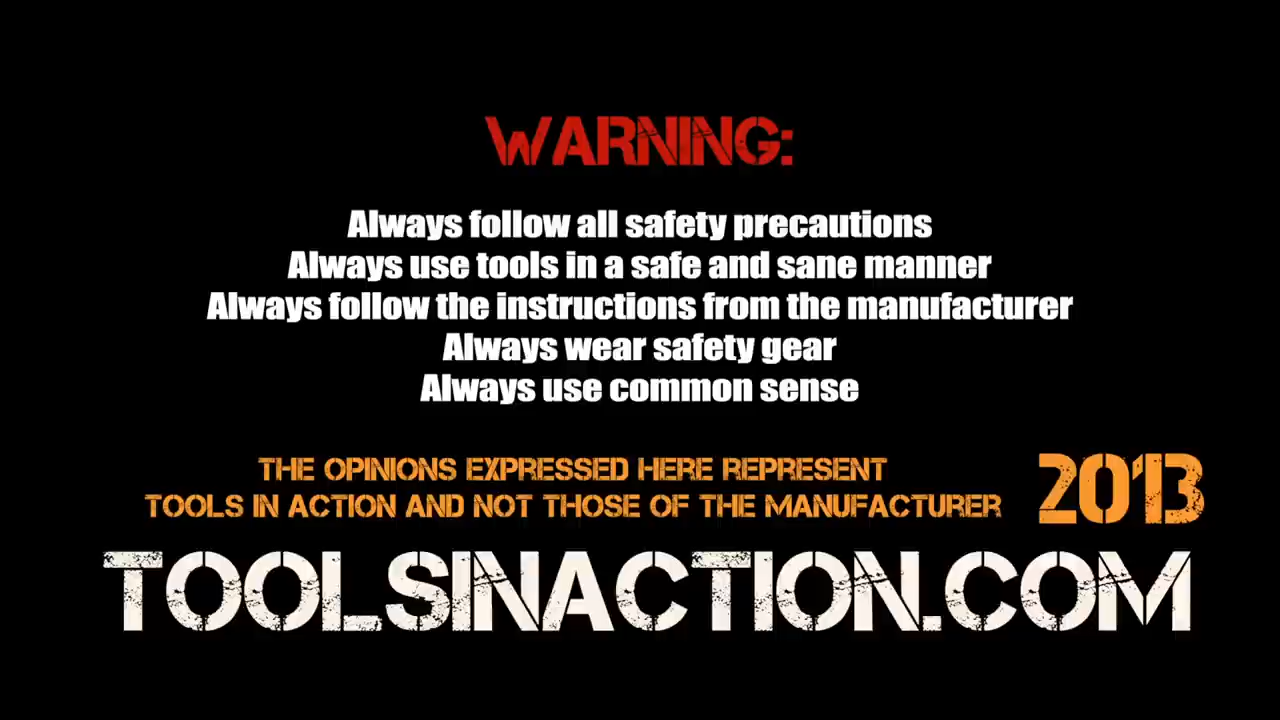 WARNING:
Always follow all safety precautions
Always use tools in a safe and sane manner
Always follow the instructions from the manufacturer
Always wear safety gear
Always use common sense
THE OPINIONS EXPRESSED HERE REPRESENT
TOOLS IN ACTION AND NOT THOSE OF THE MANUFACTURER
2013
TOOLSINACTION.COM